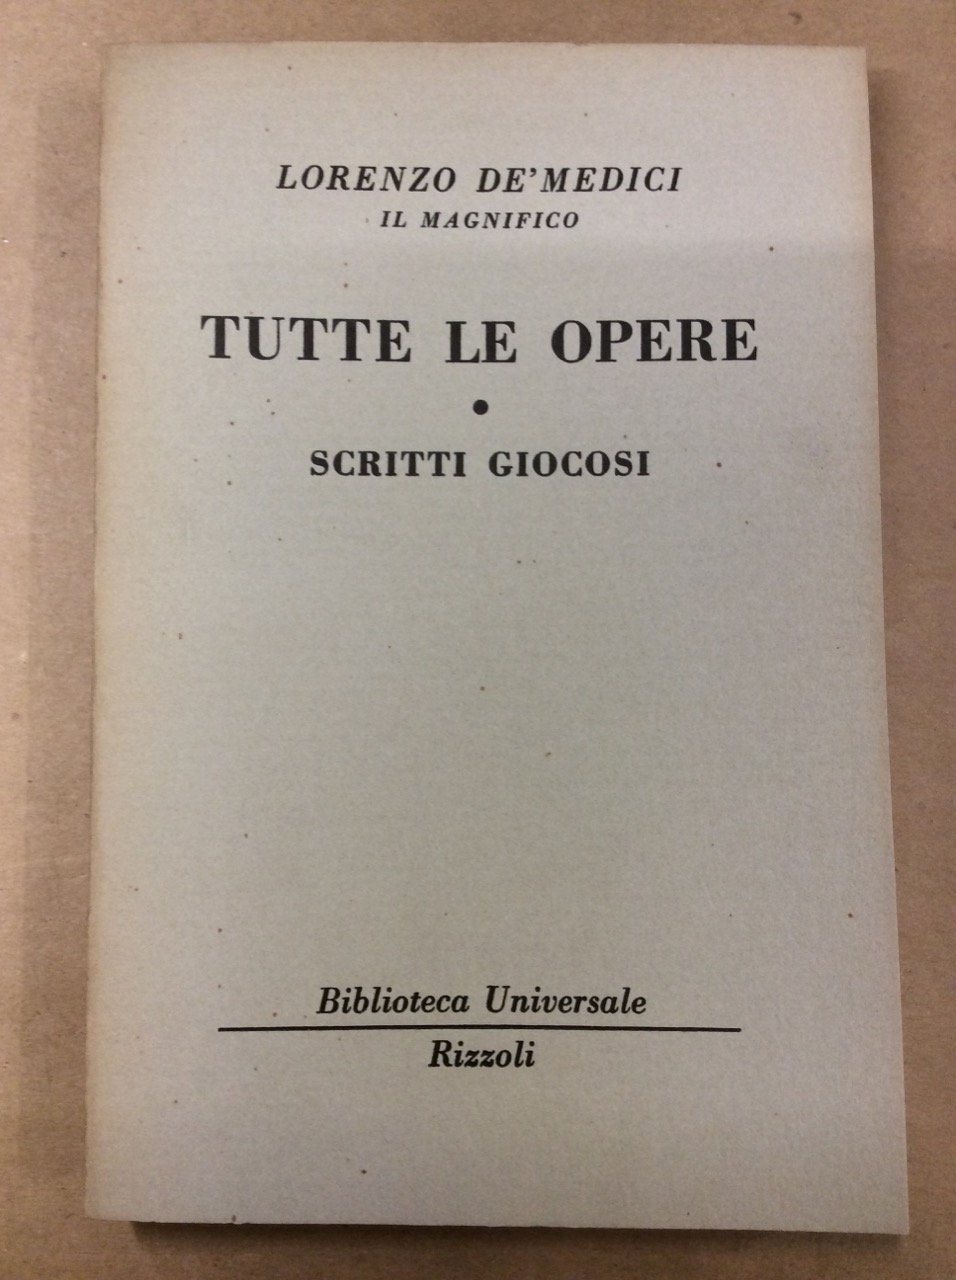 LORENZO DE'MEDICI
IL MAGNIFICO
TUTTE LE OPERE
•
SCRITTI GIOCOSI
Biblioteca Universale
Rizzoli